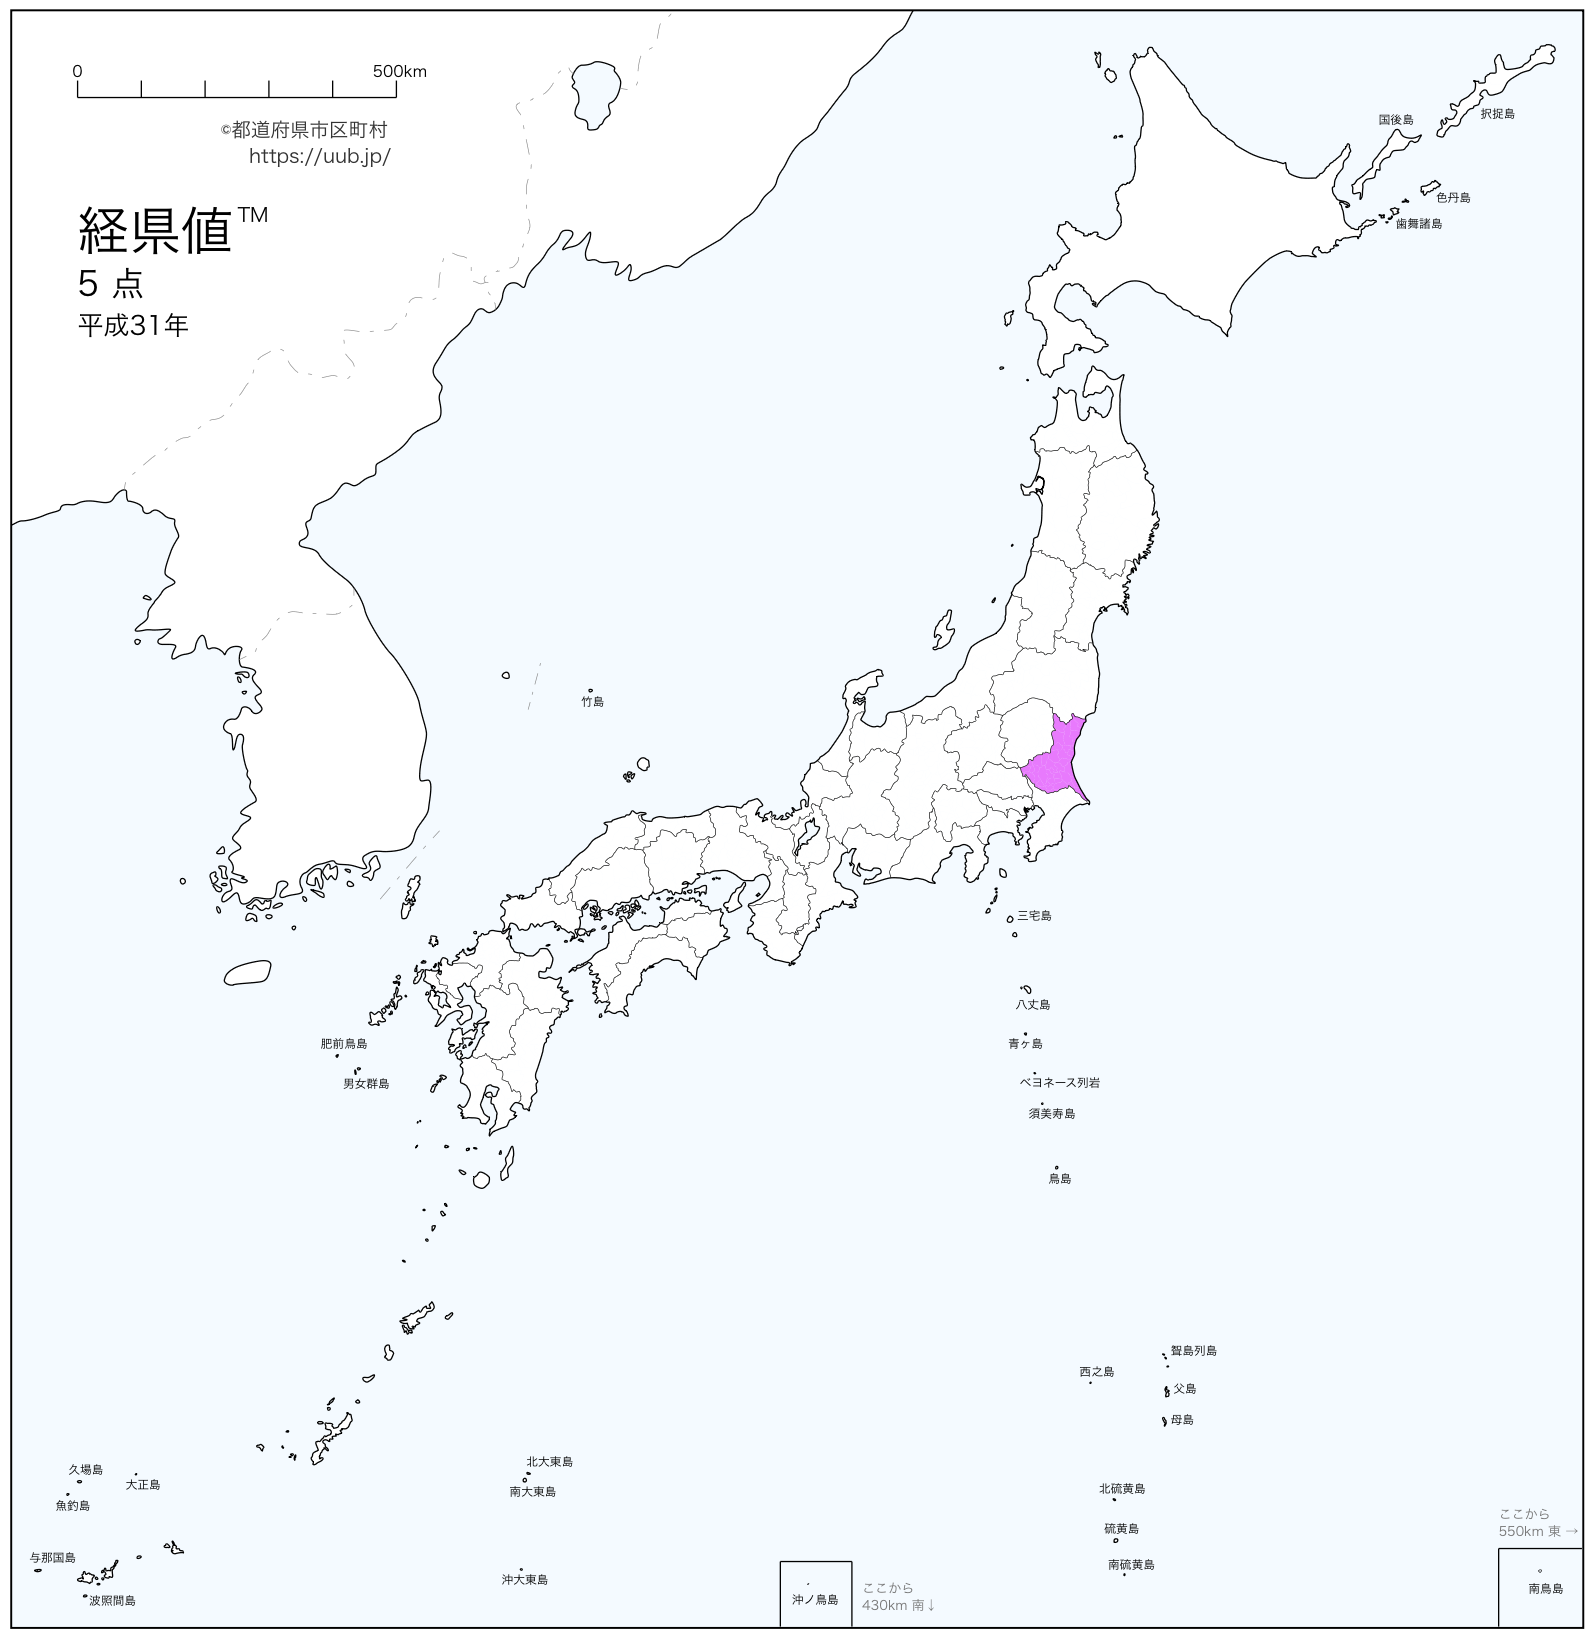 0 500km
©都道府県市区町村
https://uub.jp/
経県値™
5 点
平成31年
国後島
択捉島
色丹島
歯舞諸島
竹島
三宅島
八丈島
肥前鳥島
青ヶ島
男女群島
ベヨネース列岩
須美寿島
鳥島
聟島列島
西之島
父島
母島
北大東島
久場島
大正島
南大東島
北硫黄島
魚釣島
ここから
550km 東→
硫黄島
与那国島
南硫黄島
沖大東島
ここから
430km 南↓
南鳥島
沖ノ鳥島
波照間島